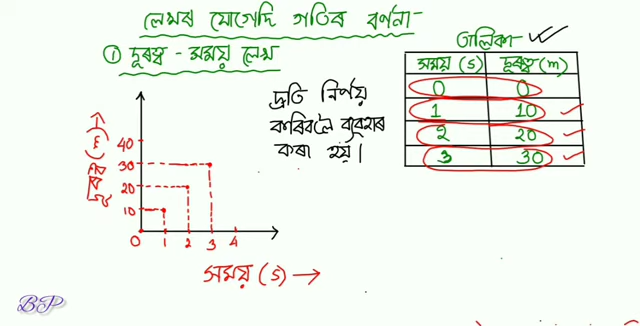 লেখৰ যোগেদি গতিৰ বৰ্ণনা
① দূৰত্ব - সময় লেখ
তালিকা
সময় (s) দূৰত্ব (m)
0 0
1 10
2 20
3 30
দ্ৰুতি নিৰ্ণয়
কৰিবলৈ ব্যৱহাৰ
কৰা হয়।
দূৰত্ব (m) →
40
30
20
10
0 1 2 3 4
সময় (s) →
BP